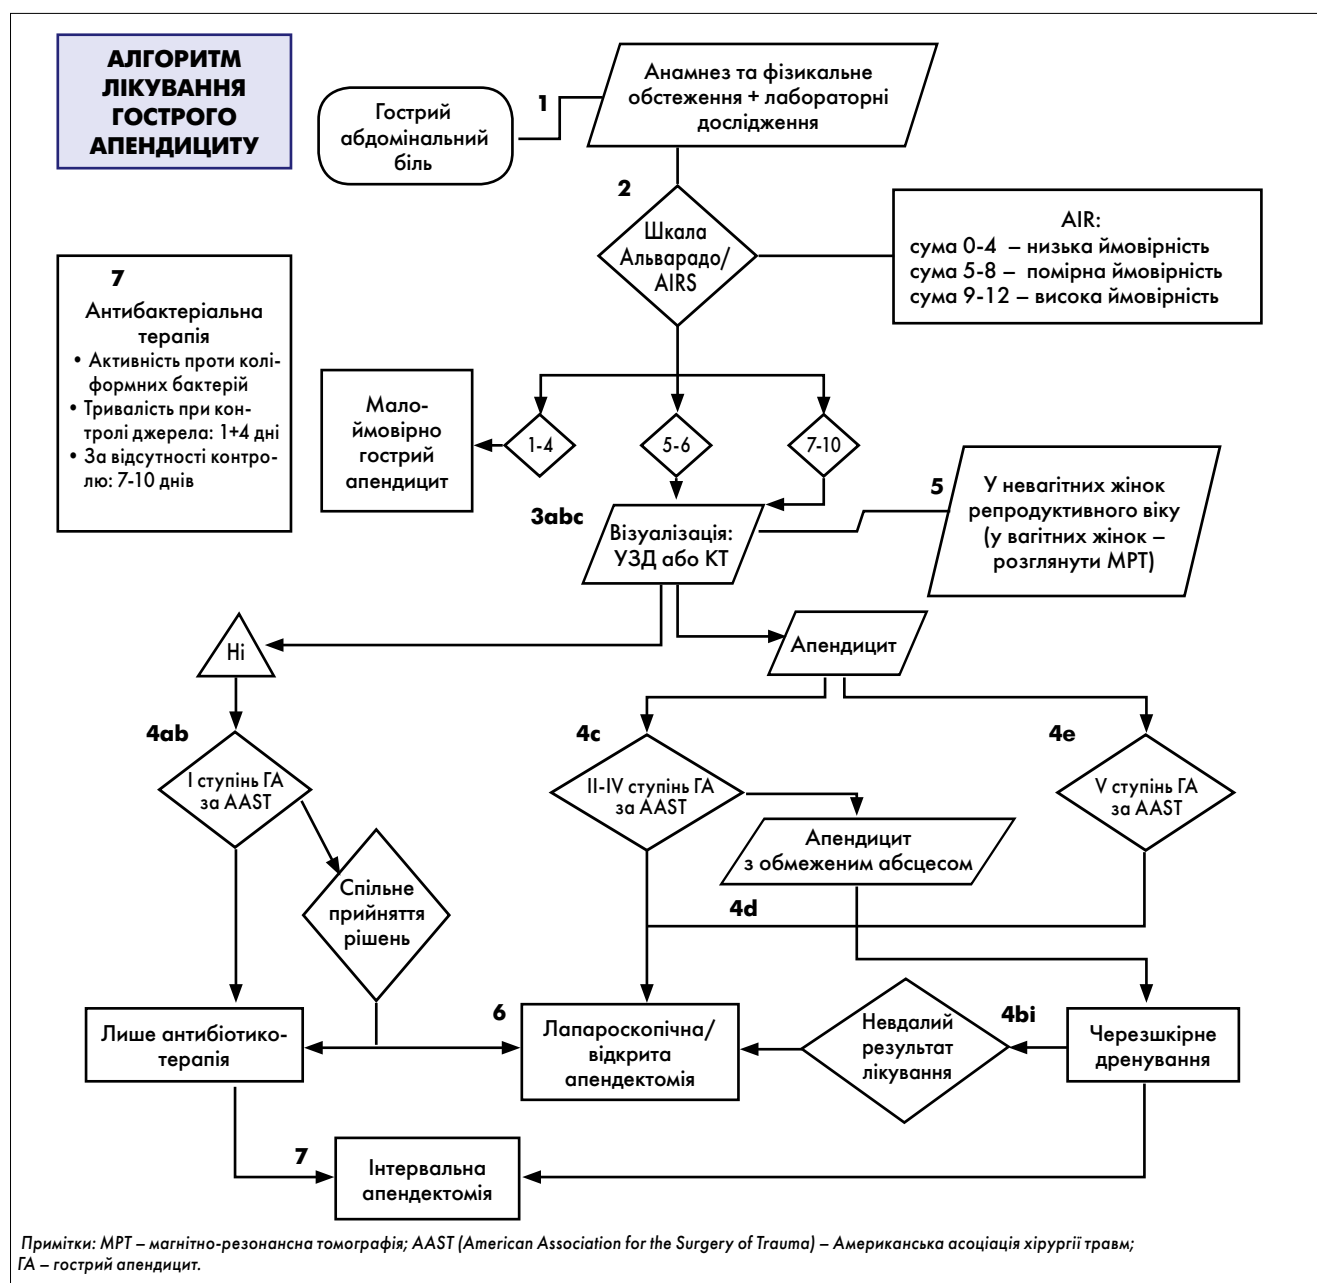 АЛГОРИТМ
ЛІКУВАННЯ
ГОСТРОГО
АПЕНДИЦИТУ
Гострий
абдомінальний
біль
1
Анамнез та фізикальне
обстеження + лабораторні
дослідження
2
Шкала
Альварадо/
AIRS
AIR:
сума 0-4 – низька ймовірність
сума 5-8 – помірна ймовірність
сума 9-12 – висока ймовірність
7
Антибактеріальна
терапія
• Активність проти колі-
формних бактерій
• Тривалість при кон-
тролі джерела: 1+4 дні
• За відсутності контро-
лю: 7-10 днів
Мало-
ймовірно
гострий
апендицит
1-4
5-6
7-10
3abc
Візуалізація:
УЗД або КТ
5
У невагітних жінок
репродуктивного віку
(у вагітних жінок –
розглянути МРТ)
Ні
Апендицит
4ab
І ступінь ГА
за AAST
4c
ІІ-IV ступінь ГА
за AAST
4e
V ступінь ГА
за AAST
Апендицит
з обмеженим абсцесом
Спільне
прийняття
рішень
4d
Лише антибіотико-
терапія
6
Лапароскопічна/
відкрита
апендектомія
Невдалий
результат
лікування
4bi
Черезшкірне
дренування
7
Інтервальна
апендектомія
Примітки: МРТ – магнітно-резонансна томографія; AAST (American Association for the Surgery of Trauma) – Американська асоціація хірургії травм;
ГА – гострий апендицит.